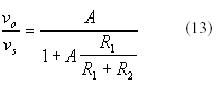 v_o / v_s = A / (1 + A R_1 / (R_1 + R_2)) (13)